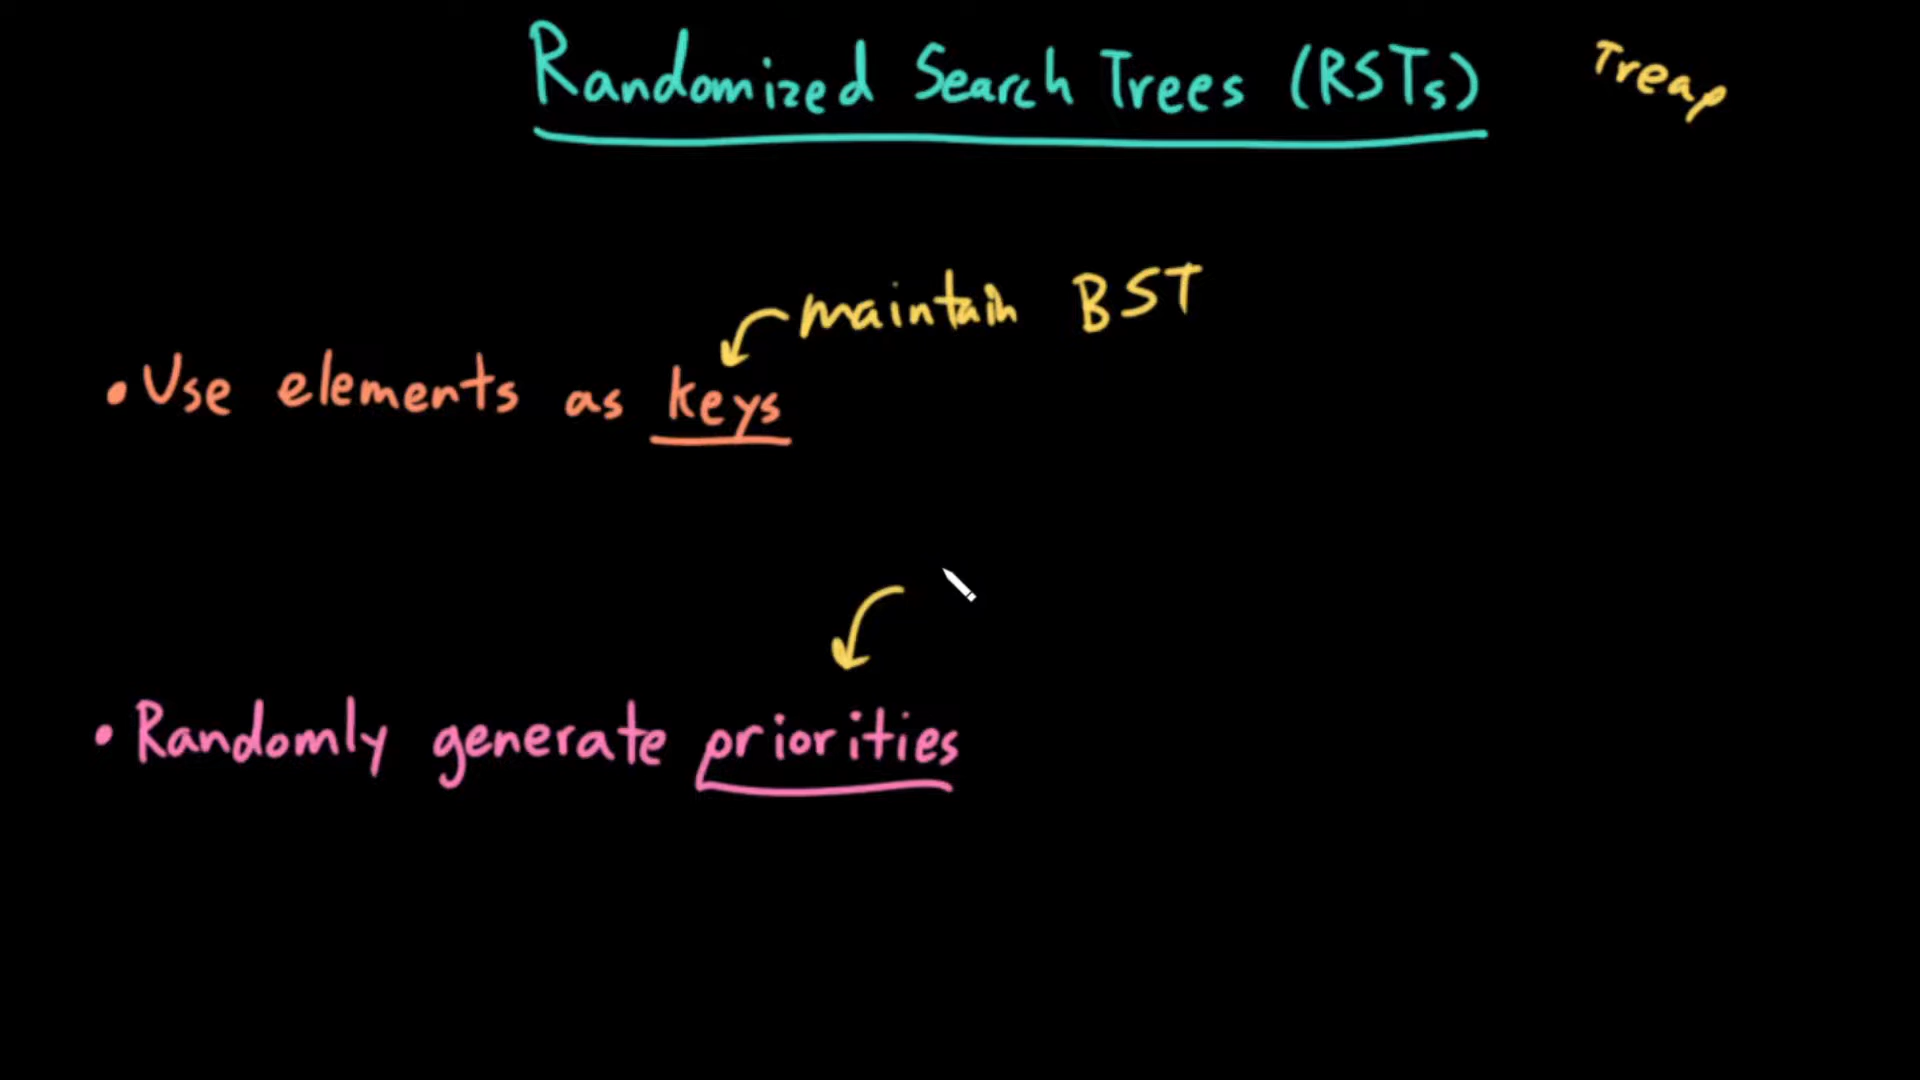 Randomized Search Trees (RSTs)
Treap
maintain BST
• Use elements as keys
• Randomly generate priorities